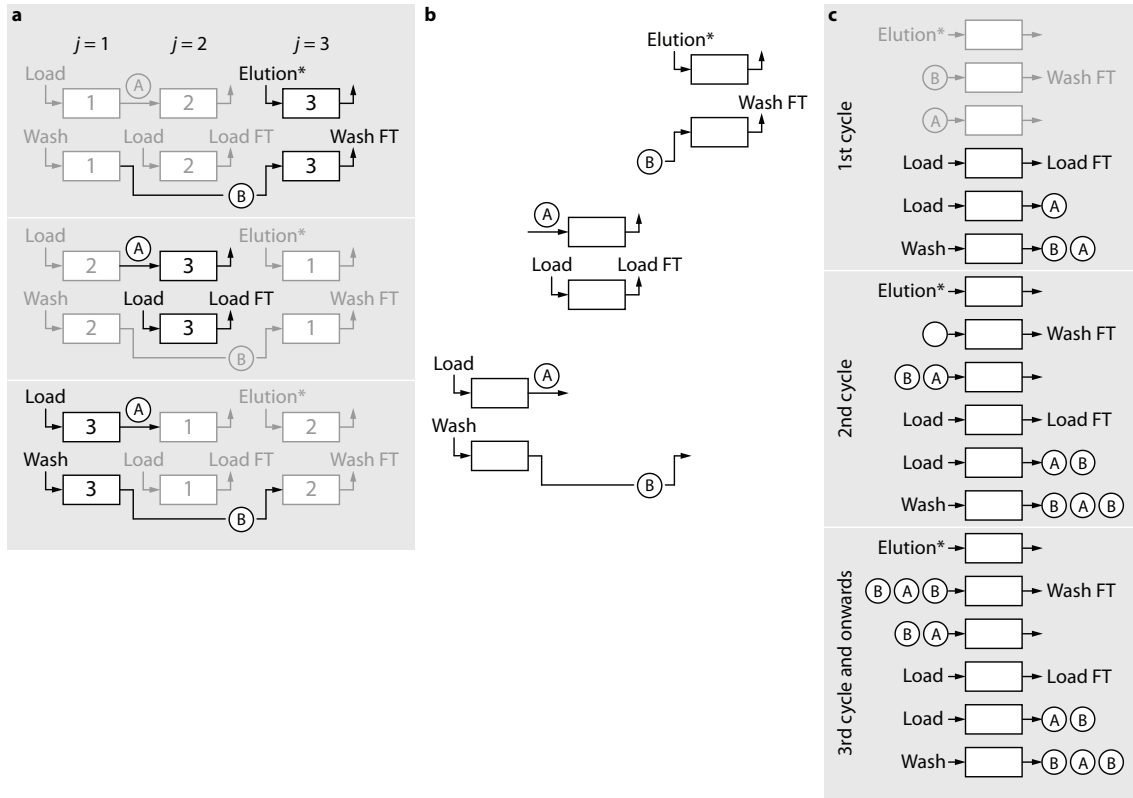 a
j = 1 j = 2 j = 3
Load A Elution*
1 2 3
Wash Load Load FT Wash FT
1 2 3
B
Load A Elution*
2 3 1
Wash Load Load FT Wash FT
2 3 1
B
Load A Elution*
3 1 2
Wash Load Load FT Wash FT
3 1 2
B
b
Elution*
Wash FT
B
A
Load Load FT
Load A
Wash
B
c
1st cycle
Elution*
B Wash FT
A
Load Load FT
Load A
Wash B A
2nd cycle
Elution*
Wash FT
B A
Load Load FT
Load A B
Wash B A B
3rd cycle and onwards
Elution*
B A B Wash FT
B A
Load Load FT
Load A B
Wash B A B